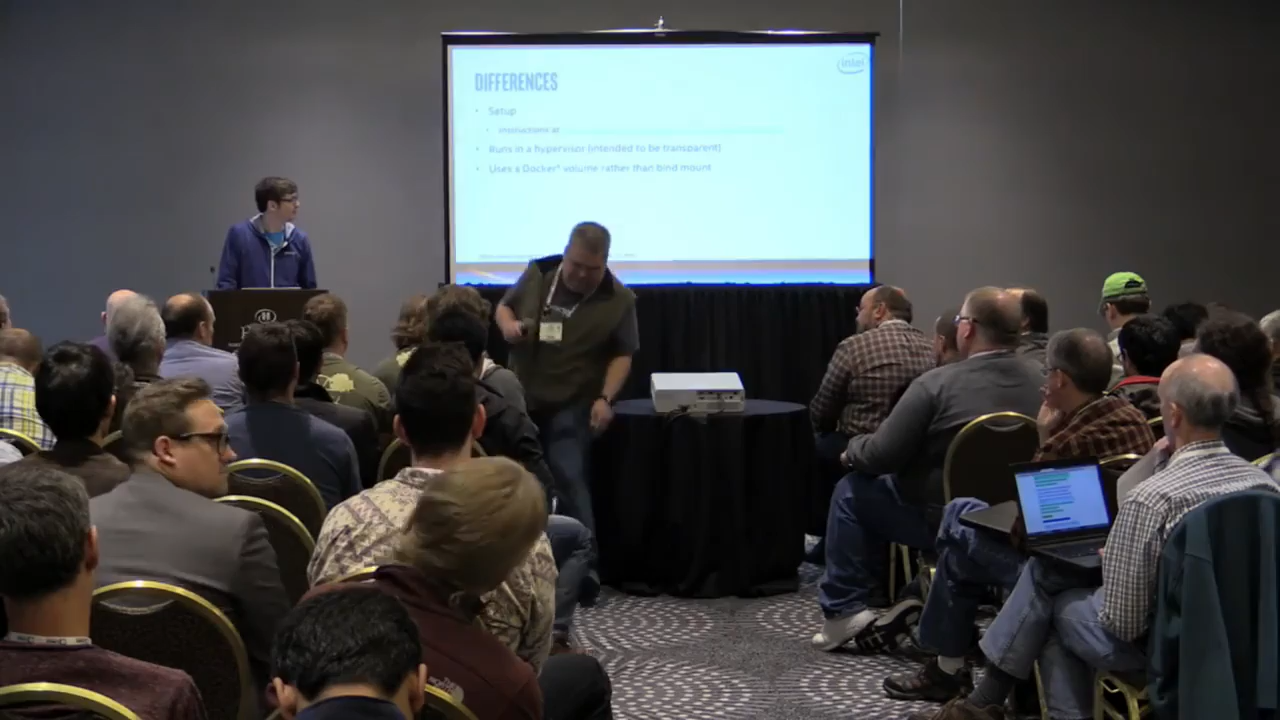 intel
DIFFERENCES
• Setup
• Instructions at
• Runs in a hypervisor (intended to be transparent)
• Uses a Docker* volume rather than bind mount